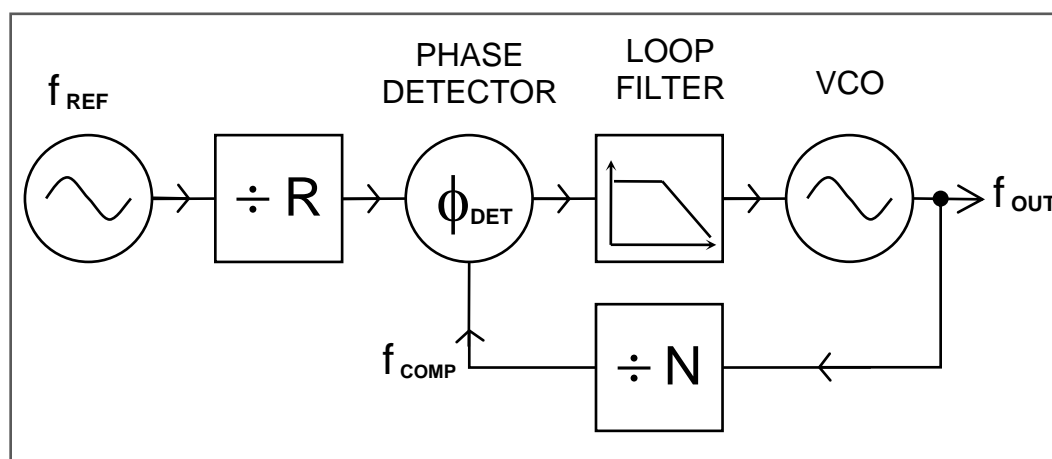 PHASE
DETECTOR
LOOP
FILTER
VCO
f REF
÷ R
ϕDET
f OUT
f COMP
÷ N